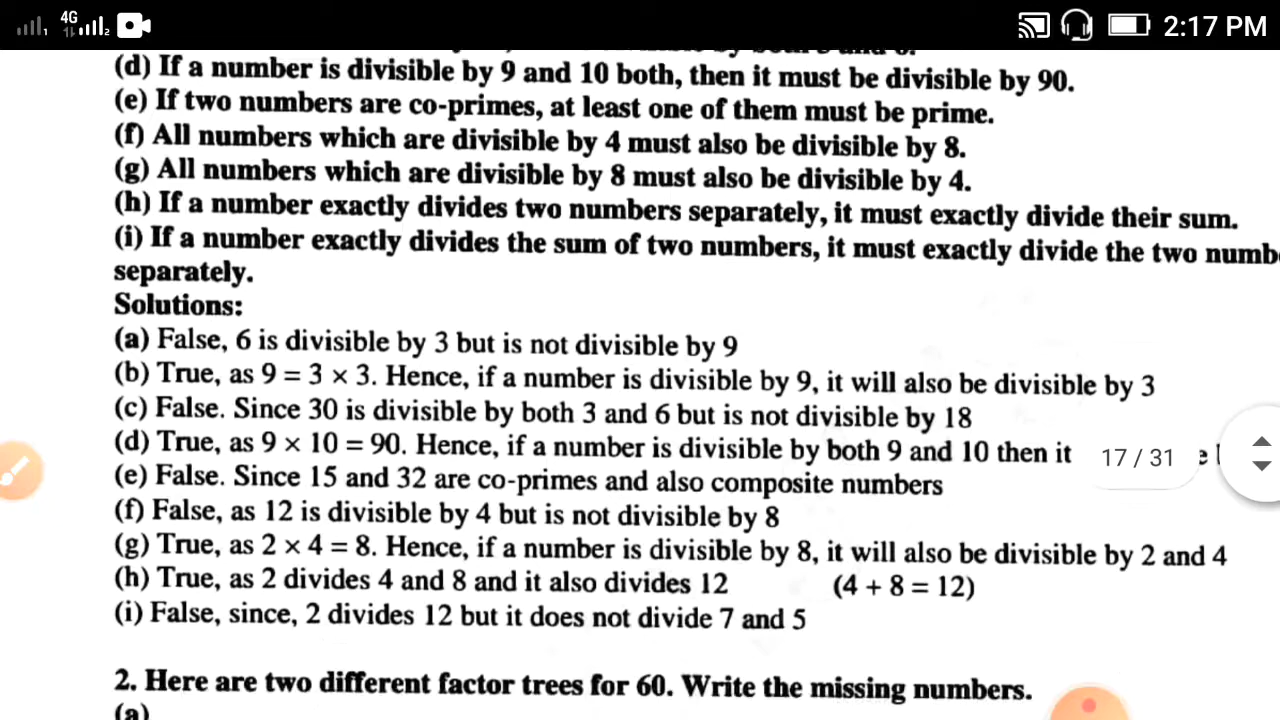 4G 2:17 PM
(d) If a number is divisible by 9 and 10 both, then it must be divisible by 90.
(e) If two numbers are co-primes, at least one of them must be prime.
(f) All numbers which are divisible by 4 must also be divisible by 8.
(g) All numbers which are divisible by 8 must also be divisible by 4.
(h) If a number exactly divides two numbers separately, it must exactly divide their sum.
(i) If a number exactly divides the sum of two numbers, it must exactly divide the two numb
separately.
Solutions:
(a) False, 6 is divisible by 3 but is not divisible by 9
(b) True, as 9 = 3 × 3. Hence, if a number is divisible by 9, it will also be divisible by 3
(c) False. Since 30 is divisible by both 3 and 6 but is not divisible by 18
(d) True, as 9 × 10 = 90. Hence, if a number is divisible by both 9 and 10 then it
17 / 31
(e) False. Since 15 and 32 are co-primes and also composite numbers
(f) False, as 12 is divisible by 4 but is not divisible by 8
(g) True, as 2 × 4 = 8. Hence, if a number is divisible by 8, it will also be divisible by 2 and 4
(h) True, as 2 divides 4 and 8 and it also divides 12 (4 + 8 = 12)
(i) False, since, 2 divides 12 but it does not divide 7 and 5
2. Here are two different factor trees for 60. Write the missing numbers.
(a)